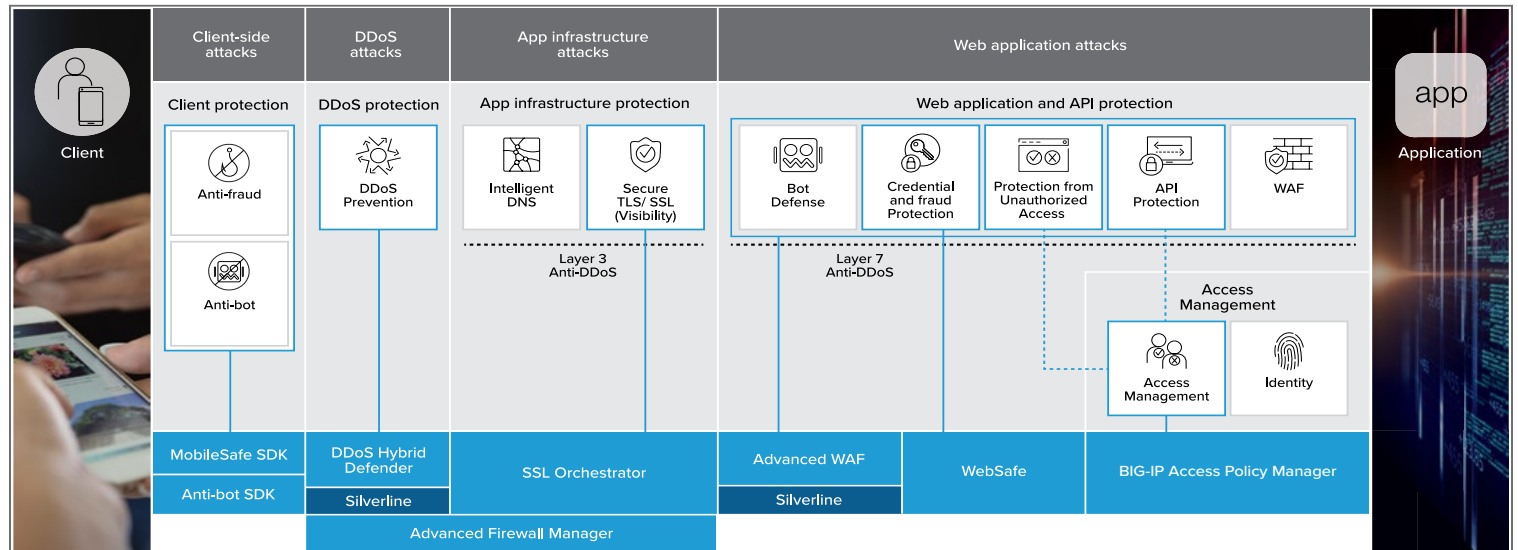 Client-side
attacks
DDoS
attacks
App infrastructure
attacks
Web application attacks
Client
Client protection
DDoS protection
App infrastructure protection
Web application and API protection
app
Application
Anti-fraud
Anti-bot
DDoS
Prevention
Intelligent
DNS
Secure
TLS/ SSL
(Visibility)
Bot
Defense
Credential
and fraud
Protection
Protection from
Unauthorized
Access
API
Protection
WAF
Layer 3
Anti-DDoS
Layer 7
Anti-DDoS
Access
Management
Access
Management
Identity
MobileSafe SDK
Anti-bot SDK
DDoS Hybrid
Defender
Silverline
SSL Orchestrator
Advanced WAF
Silverline
WebSafe
BIG-IP Access Policy Manager
Advanced Firewall Manager